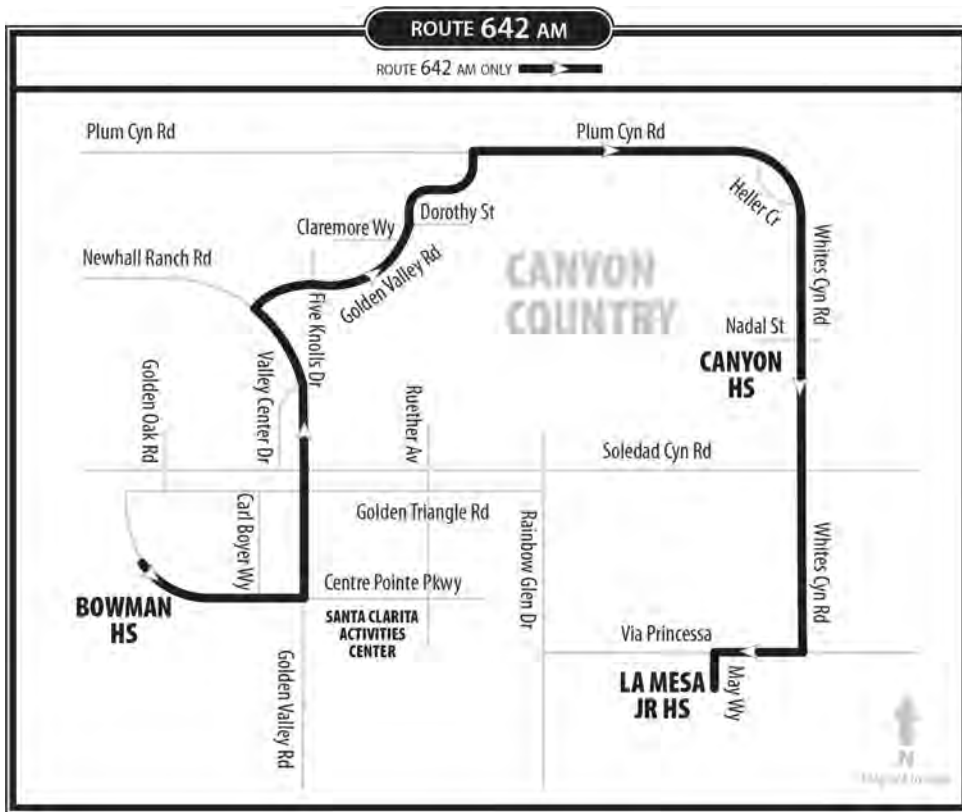 ROUTE 642 AM
ROUTE 642 AM ONLY
Plum Cyn Rd
Plum Cyn Rd
Heller Cr
Dorothy St
Claremore Wy
Golden Valley Rd
Newhall Ranch Rd
Whites Cyn Rd
CANYON
COUNTRY
Five Knolls Dr
Nadal St
CANYON
HS
Valley Center Dr
Golden Oak Rd
Ruether Av
Soledad Cyn Rd
Carl Boyer Wy
Golden Triangle Rd
Rainbow Glen Dr
Whites Cyn Rd
Centre Pointe Pkwy
BOWMAN
HS
SANTA CLARITA
ACTIVITIES
CENTER
Via Princessa
Golden Valley Rd
LA MESA
JR HS
May Wy
N